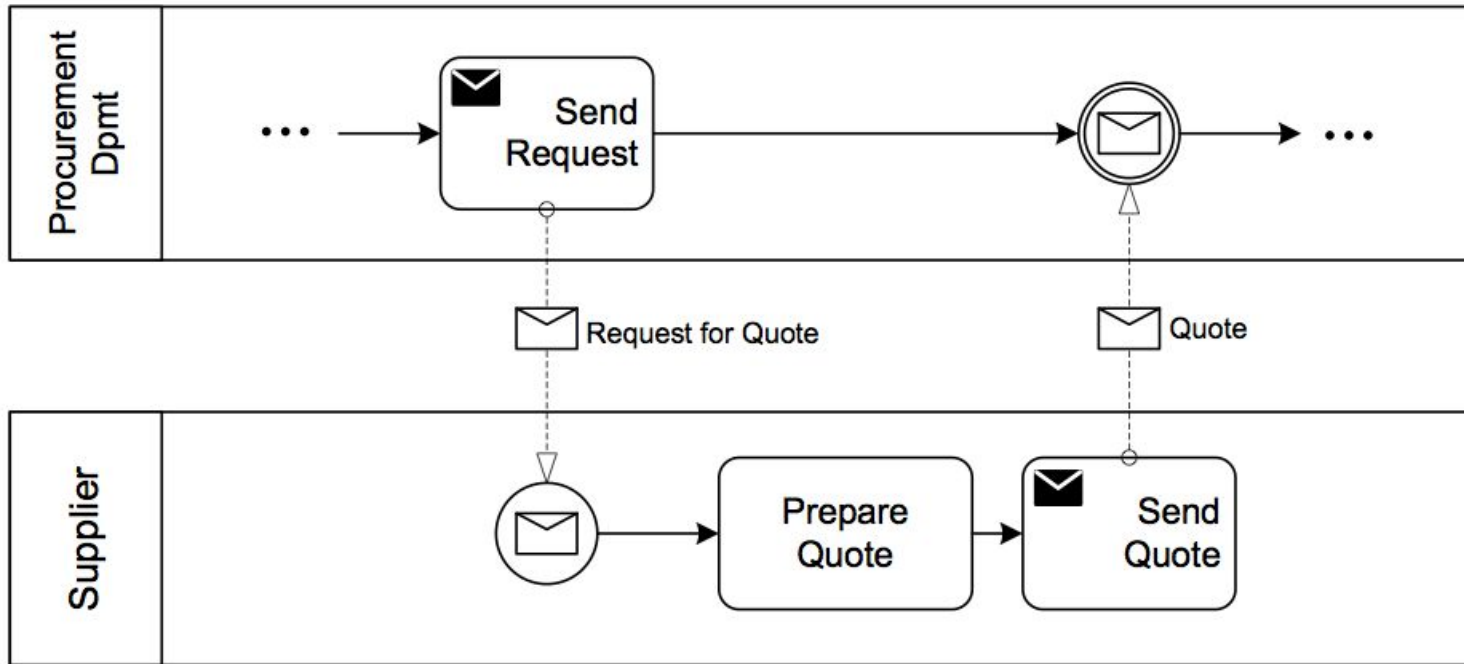 Procurement
Dpmt
...
Send
Request
...
Request for Quote
Quote
Supplier
Prepare
Quote
Send
Quote